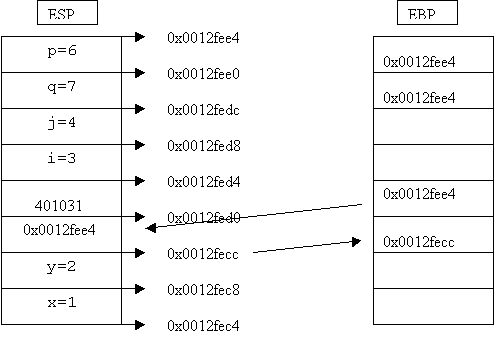 ESP
EBP
0x0012fee4
p=6
0x0012fee4
0x0012fee0
q=7
0x0012fee4
0x0012fedc
j=4
0x0012fed8
i=3
0x0012fed4
0x0012fee4
401031
0x0012fed0
0x0012fee4
0x0012fecc
0x0012fecc
y=2
0x0012fec8
x=1
0x0012fec4